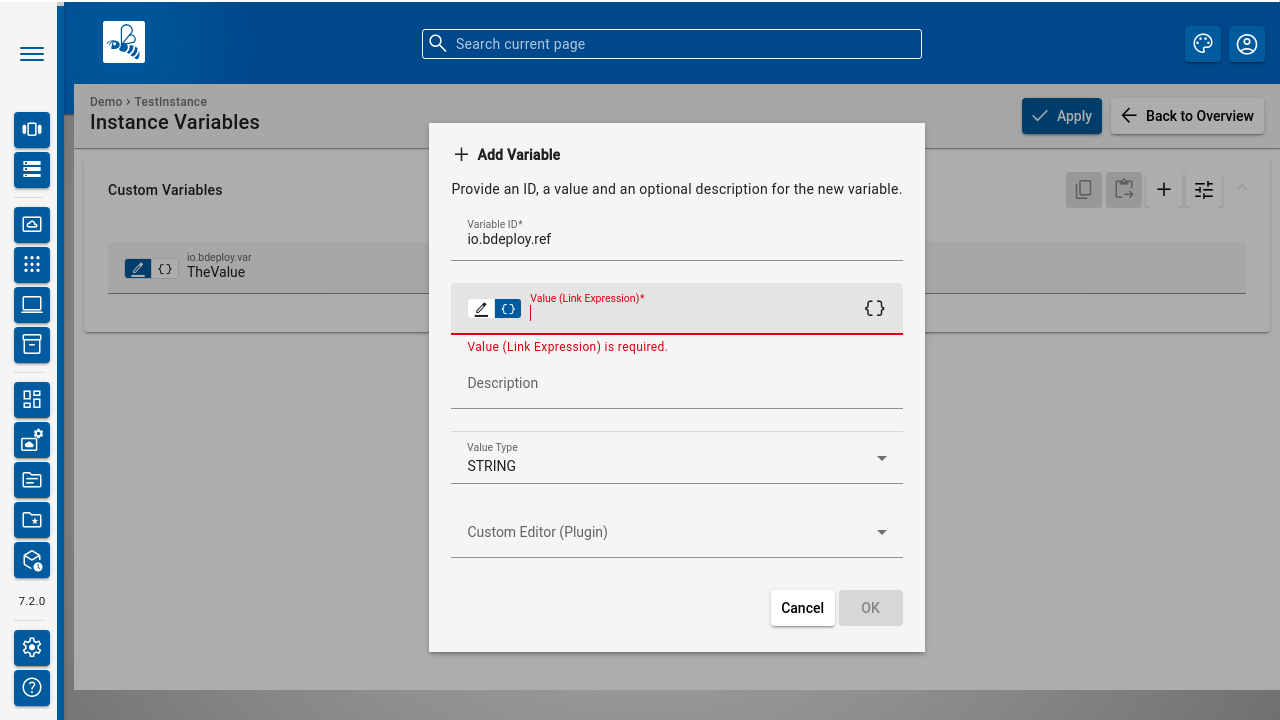 Search current page
Demo › TestInstance
Instance Variables
Apply
Back to Overview
Custom Variables
io.bdeploy.var
TheValue
Add Variable
Provide an ID, a value and an optional description for the new variable.
Variable ID*
io.bdeploy.ref
Value (Link Expression)*
Value (Link Expression) is required.
Description
Value Type
STRING
Custom Editor (Plugin)
Cancel
OK
7.2.0